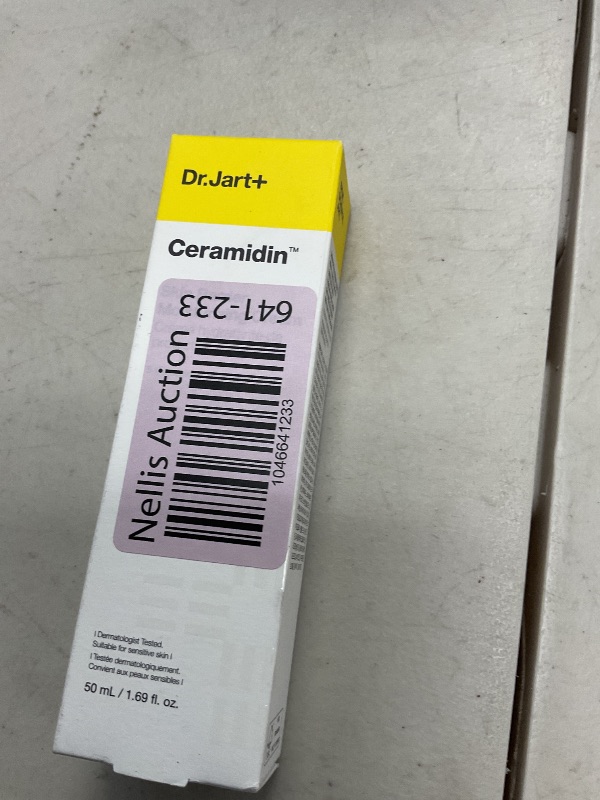 Dr.Jart+
Ceramidin™
641-233
Nellis Auction
1046641233
| Dermatologist Tested.
Suitable for sensitive skin |
| Testée dermatologiquement.
Convient aux peaux sensibles |
50 mL / 1.69 fl. oz.